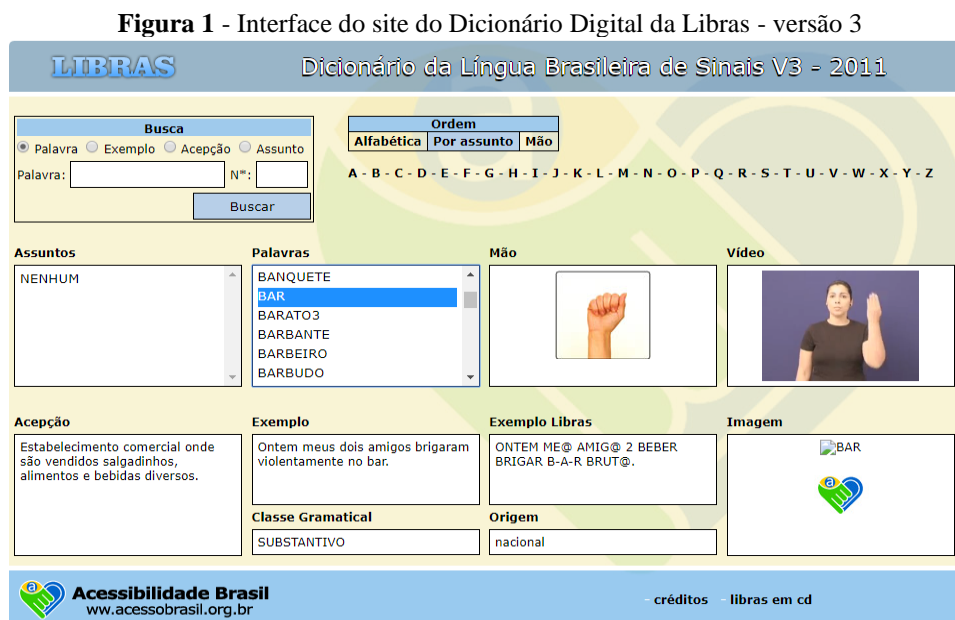 Figura 1 - Interface do site do Dicionário Digital da Libras - versão 3
LIBRAS
Dicionário da Língua Brasileira de Sinais V3 - 2011
Busca
Palavra Exemplo Acepção Assunto
Palavra: Nº:
Buscar
Ordem
Alfabética Por assunto Mão
A - B - C - D - E - F - G - H - I - J - K - L - M - N - O - P - Q - R - S - T - U - V - W - X - Y - Z
Assuntos
NENHUM
Palavras
BANQUETE
BAR
BARATO3
BARBANTE
BARBEIRO
BARBUDO
Mão
Vídeo
Acepção
Estabelecimento comercial onde
são vendidos salgadinhos,
alimentos e bebidas diversos.
Exemplo
Ontem meus dois amigos brigaram
violentamente no bar.
Exemplo Libras
ONTEM ME@ AMIG@ 2 BEBER
BRIGAR B-A-R BRUT@.
Imagem
BAR
a
Classe Gramatical
SUBSTANTIVO
Origem
nacional
a
Acessibilidade Brasil
ww.acessobrasil.org.br
- créditos - libras em cd